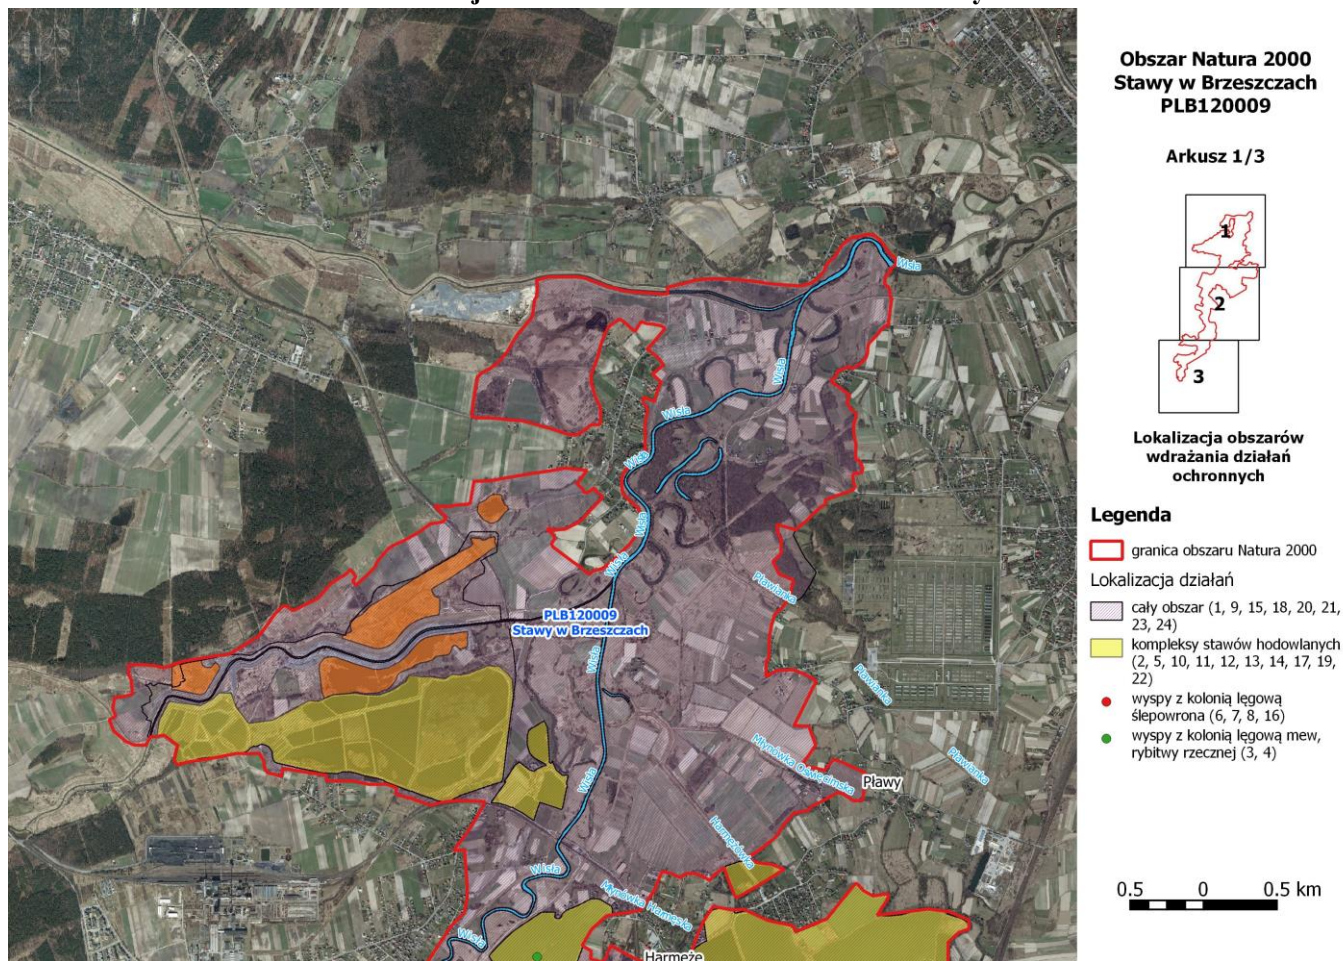 Obszar Natura 2000
Stawy w Brzeszczach
PLB120009
Arkusz 1/3
1
2
3
Lokalizacja obszarów
wdrażania działań
ochronnych
Legenda
granica obszaru Natura 2000
Lokalizacja działań
cały obszar (1, 9, 15, 18, 20, 21,
23, 24)
kompleksy stawów hodowlanych
(2, 5, 10, 11, 12, 13, 14, 17, 19,
22)
wyspy z kolonią lęgową
ślepowrona (6, 7, 8, 16)
wyspy z kolonią lęgową mew,
rybitwy rzecznej (3, 4)
0.5 0 0.5 km
Wisła
Wisła
Wisła
Wisła
Wisła
Wisła
Pławianka
PLB120009
Stawy w Brzeszczach
Wisła
Pławianka
Młynówka Oświęcimska
Pławianka
Pławy
Wisła
Harmężówka
Wisła
Młynówka Harmęska
Wisła
Harmęże